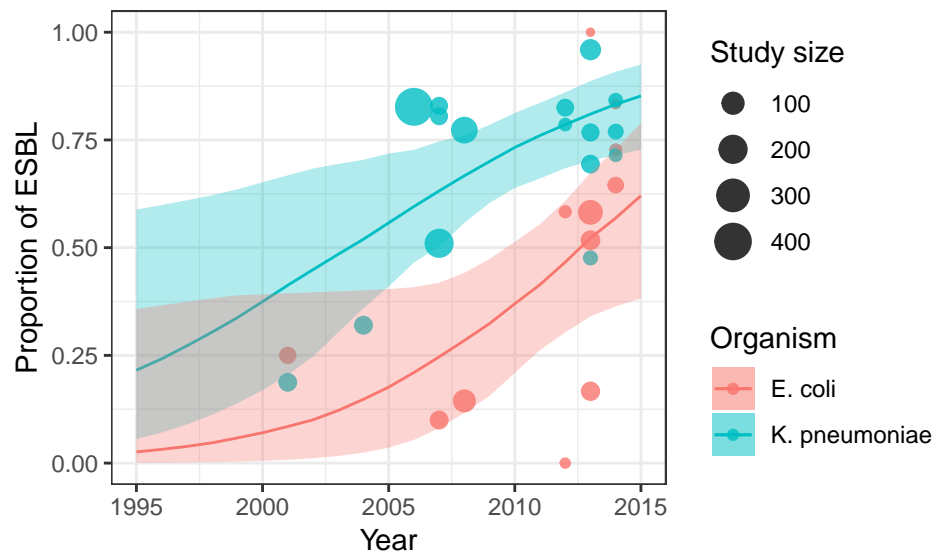 1.00
0.75
0.50
0.25
0.00
Proportion of ESBL
1995
2000
2005
2010
2015
Year
Study size
100
200
300
400
Organism
E. coli
K. pneumoniae